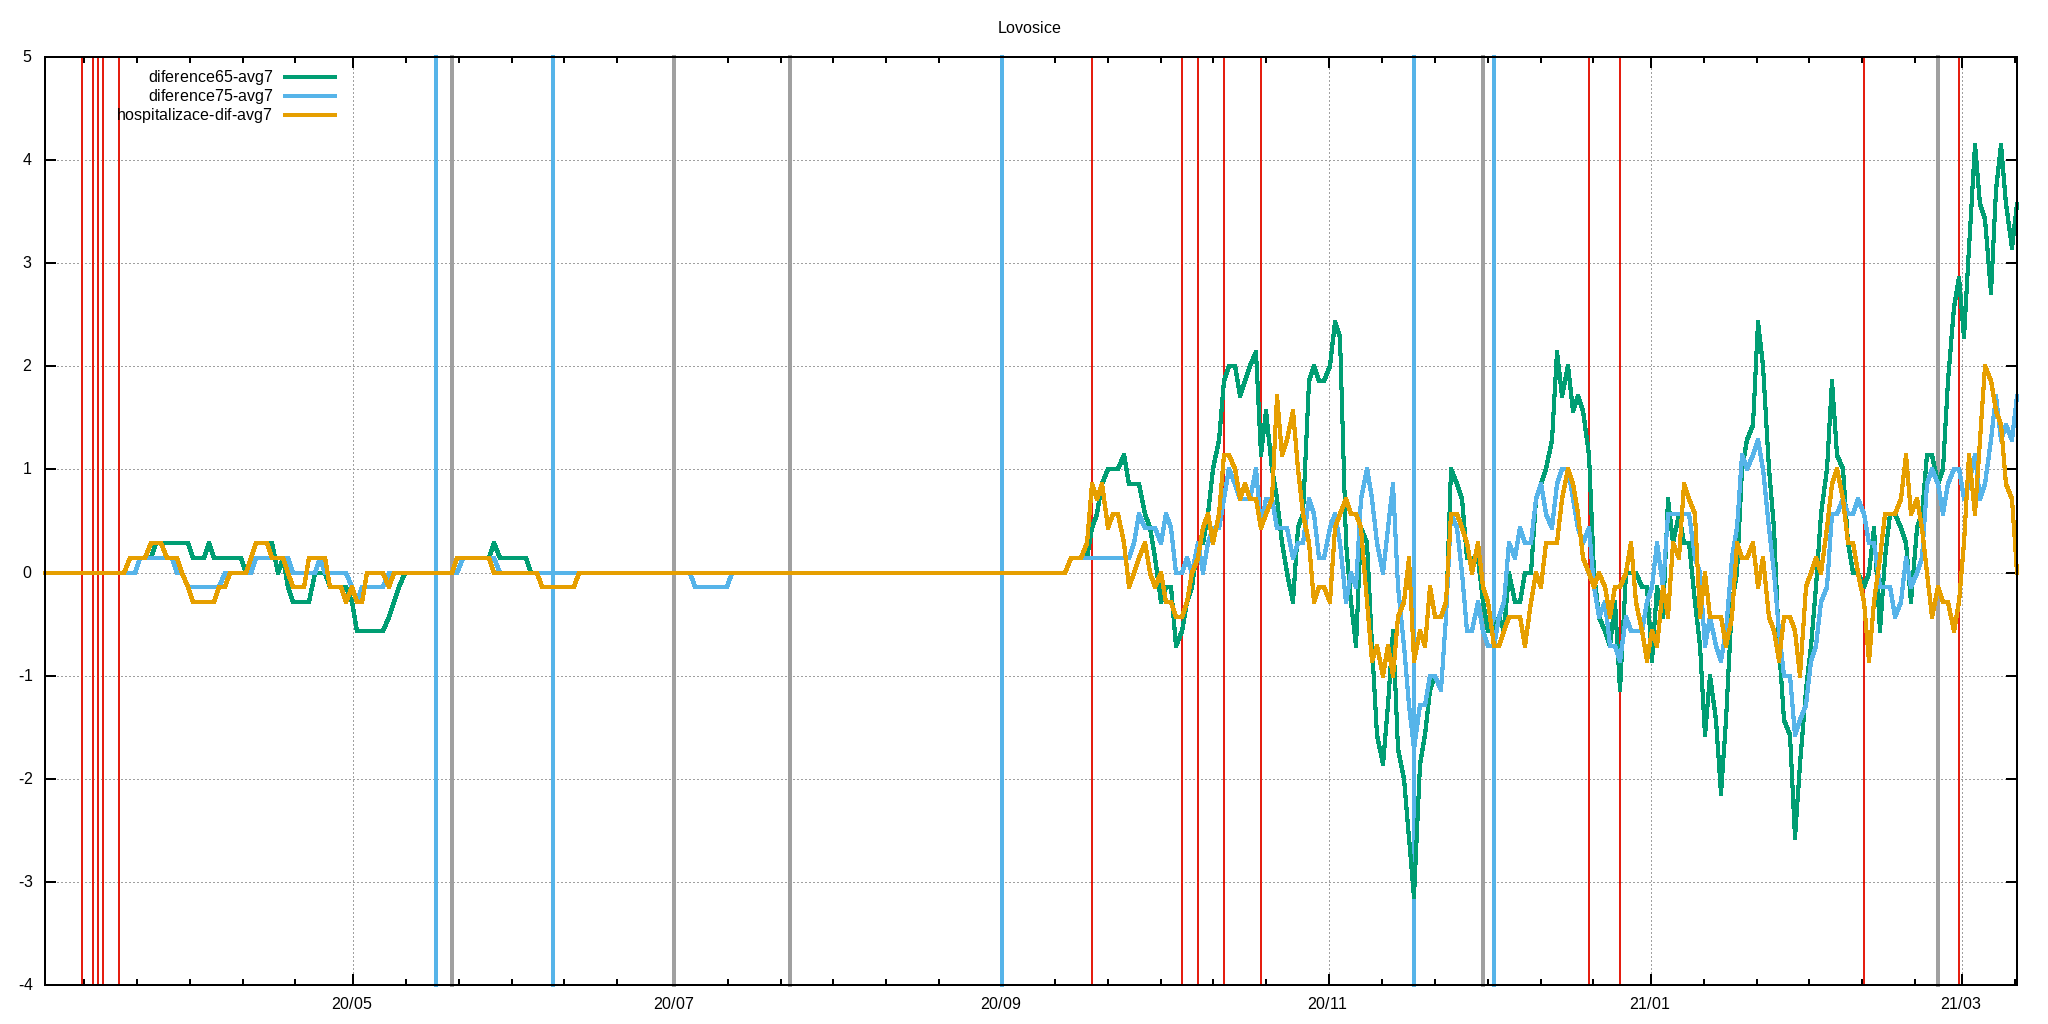 Lovosice
diference65-avg7
diference75-avg7
hospitalizace-dif-avg7
5
4
3
2
1
0
-1
-2
-3
-4
20/05 20/07 20/09 20/11 21/01 21/03